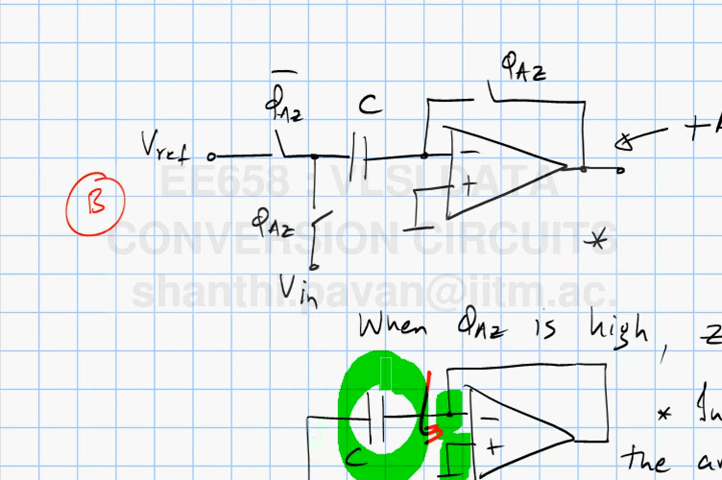 Φ̅AZ
C
ΦAZ
Vref
B
EE658 : VLSI DATA
CONVERSION CIRCUITS
shanthi.pavan@iitm.ac.
−
+
* ← +A
ΦAZ
*
Vin
When ΦAZ is high,
−
+
C
* In
the